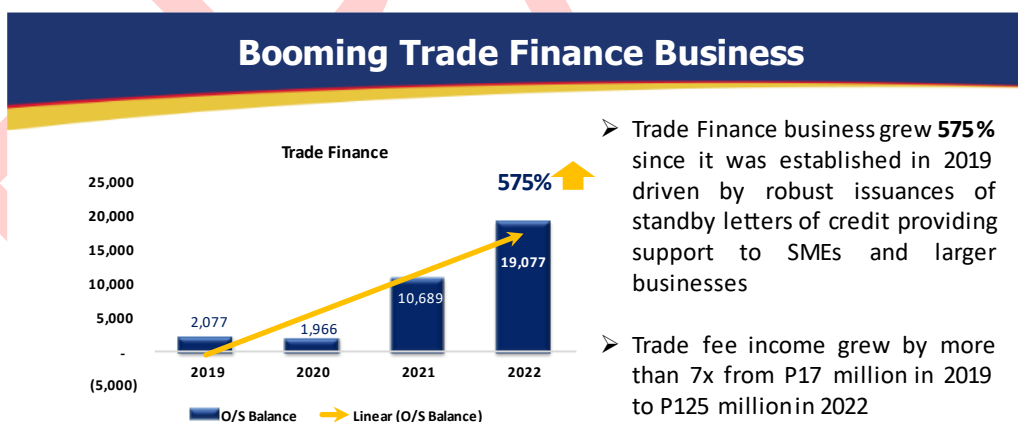 Booming Trade Finance Business
Trade Finance
575%
25,000
20,000
15,000
10,000
5,000
-
(5,000)
2,077
1,966
10,689
19,077
2019
2020
2021
2022
O/S Balance
Linear (O/S Balance)
➢ Trade Finance business grew 575%
since it was established in 2019
driven by robust issuances of
standby letters of credit providing
support to SMEs and larger
businesses
➢ Trade fee income grew by more
than 7x from P17 million in 2019
to P125 million in 2022